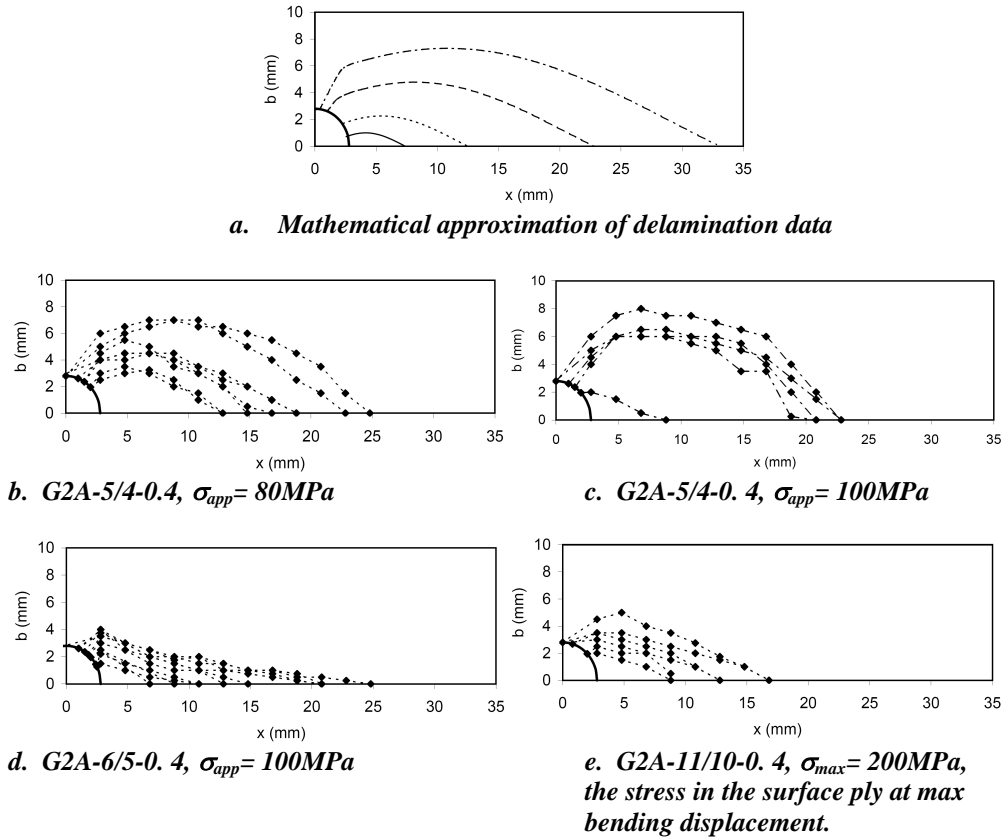 10
8
6
4
2
0
b (mm)
0 5 10 15 20 25 30 35
x (mm)
a. Mathematical approximation of delamination data
10
8
6
4
2
0
b (mm)
0 5 10 15 20 25 30 35
x (mm)
b. G2A-5/4-0.4, σapp= 80MPa
10
8
6
4
2
0
b (mm)
0 5 10 15 20 25 30 35
x (mm)
c. G2A-5/4-0. 4, σapp= 100MPa
10
8
6
4
2
0
b (mm)
0 5 10 15 20 25 30 35
x (mm)
d. G2A-6/5-0. 4, σapp= 100MPa
10
8
6
4
2
0
b (mm)
0 5 10 15 20 25 30 35
x (mm)
e. G2A-11/10-0. 4, σmax= 200MPa,
the stress in the surface ply at max
bending displacement.